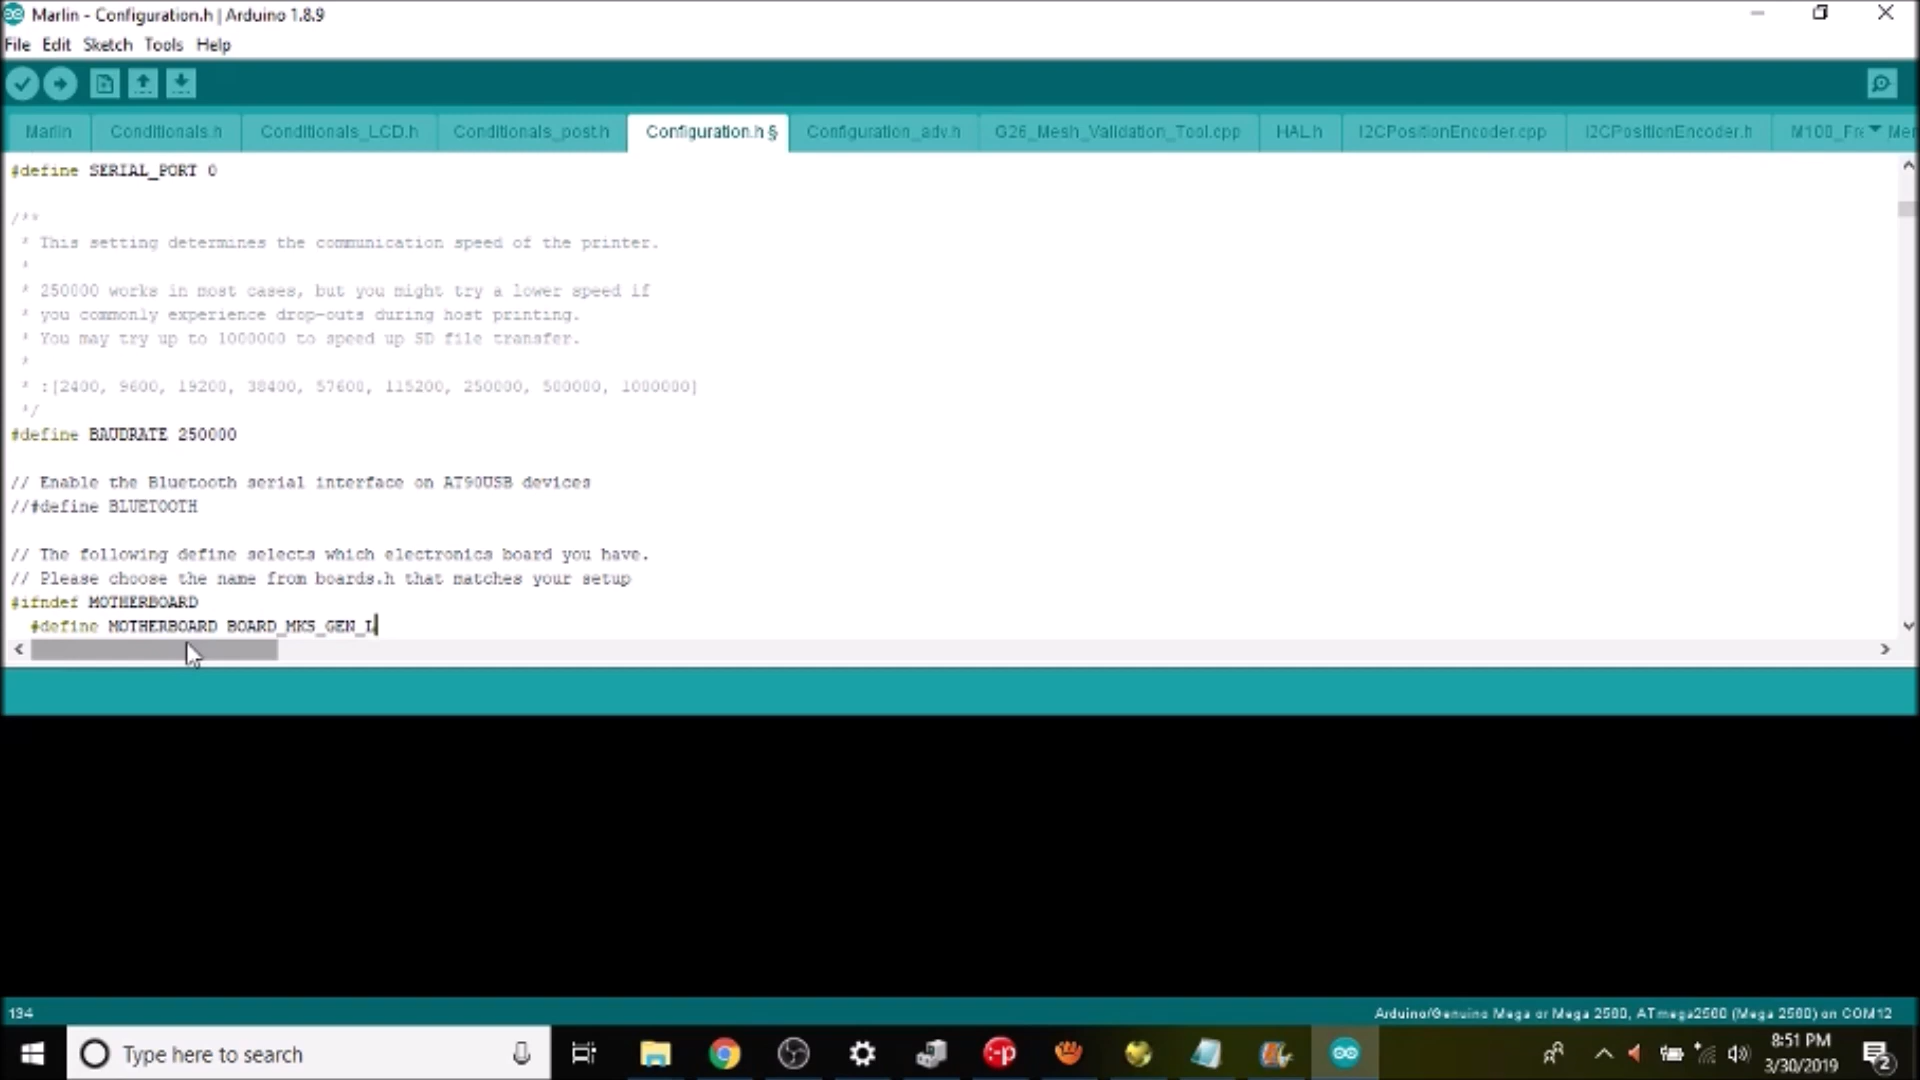 Marlin - Configuration.h | Arduino 1.8.9
File Edit Sketch Tools Help
Marlin Conditionals.h Conditionals_LCD.h Conditionals_post.h Configuration.h § Configuration_adv.h G26_Mesh_Validation_Tool.cpp HAL.h I2CPositionEncoder.cpp I2CPositionEncoder.h M100_Fre Mem
#define SERIAL_PORT 0
/**
* This setting determines the communication speed of the printer.
*
* 250000 works in most cases, but you might try a lower speed if
* you commonly experience drop-outs during host printing.
* You may try up to 1000000 to speed up SD file transfer.
*
* :[2400, 9600, 19200, 38400, 57600, 115200, 250000, 500000, 1000000]
*/
#define BAUDRATE 250000
// Enable the Bluetooth serial interface on AT90USB devices
//#define BLUETOOTH
// The following define selects which electronics board you have.
// Please choose the name from boards.h that matches your setup
#ifndef MOTHERBOARD
#define MOTHERBOARD BOARD_MKS_GEN_L
134
Arduino/Genuino Mega or Mega 2560, ATmega2560 (Mega 2560) on COM12
Type here to search
8:51 PM
3/30/2019
2